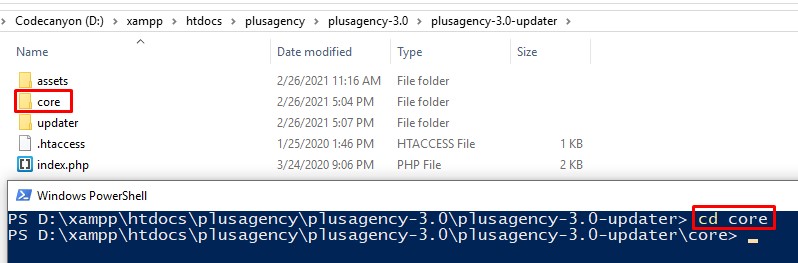 Codecanyon (D:) > xampp > htdocs > plusagency > plusagency-3.0 > plusagency-3.0-updater >
Name Date modified Type Size
assets 2/26/2021 11:16 AM File folder
core 2/26/2021 5:04 PM File folder
updater 2/26/2021 5:07 PM File folder
.htaccess 1/25/2020 1:46 PM HTACCESS File 1 KB
index.php 3/24/2020 9:06 PM PHP File 2 KB
Windows PowerShell
PS D:\xampp\htdocs\plusagency\plusagency-3.0\plusagency-3.0-updater> cd core
PS D:\xampp\htdocs\plusagency\plusagency-3.0\plusagency-3.0-updater\core> _